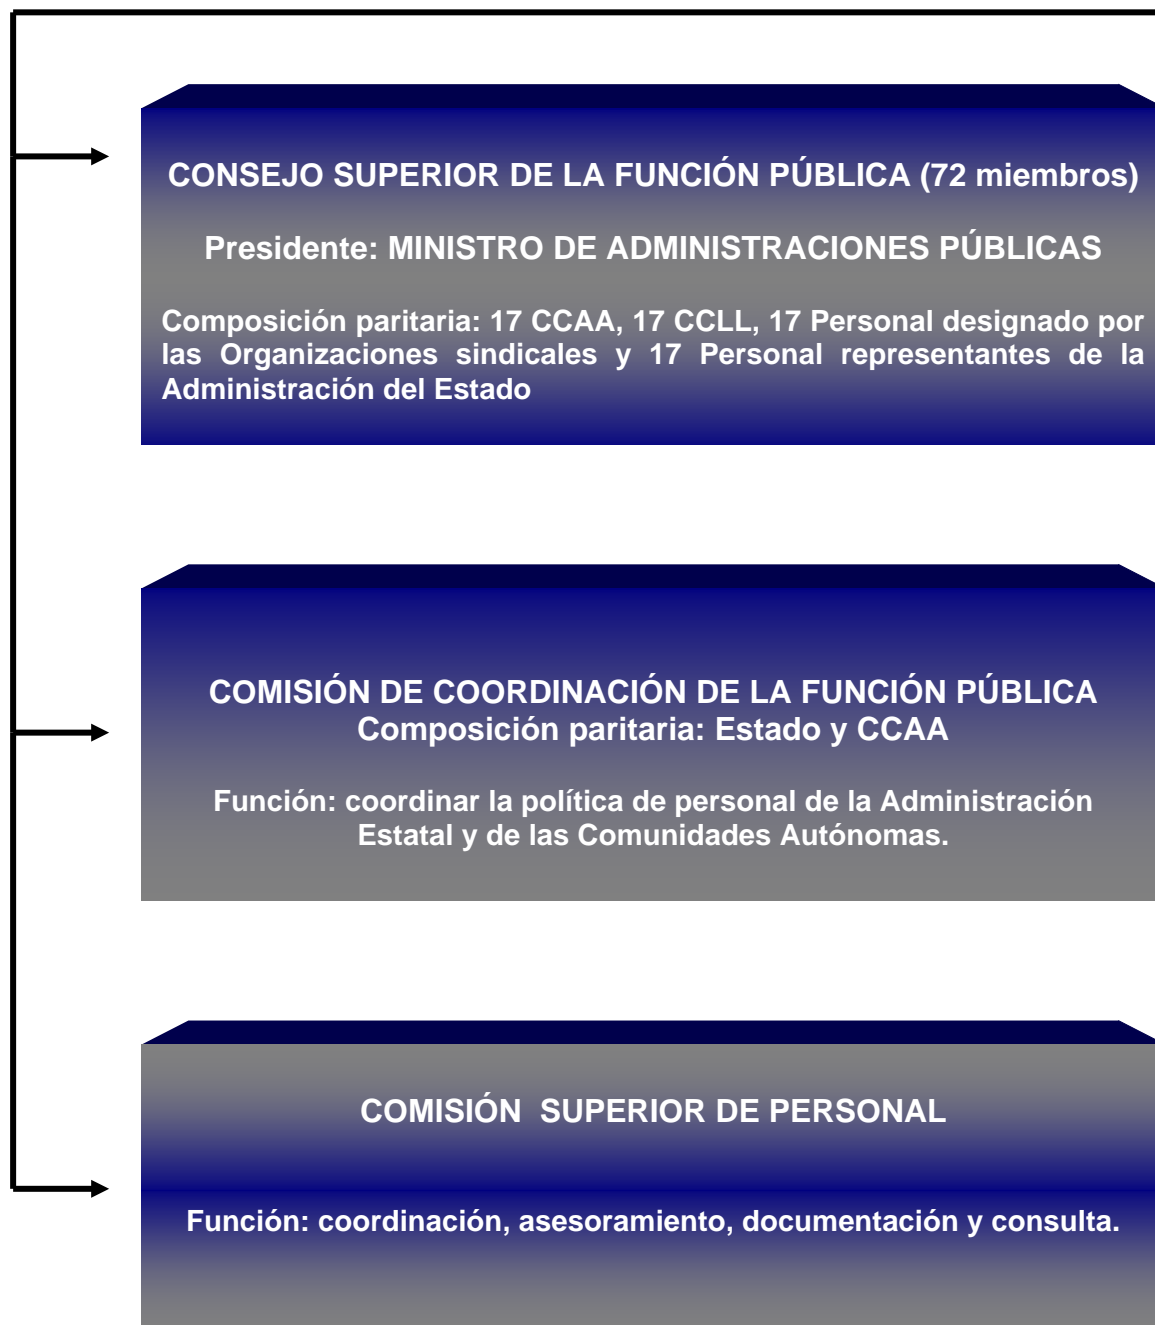 CONSEJO SUPERIOR DE LA FUNCIÓN PÚBLICA (72 miembros)
Presidente: MINISTRO DE ADMINISTRACIONES PÚBLICAS
Composición paritaria: 17 CCAA, 17 CCLL, 17 Personal designado por
las Organizaciones sindicales y 17 Personal representantes de la
Administración del Estado
COMISIÓN DE COORDINACIÓN DE LA FUNCIÓN PÚBLICA
Composición paritaria: Estado y CCAA
Función: coordinar la política de personal de la Administración
Estatal y de las Comunidades Autónomas.
COMISIÓN SUPERIOR DE PERSONAL
Función: coordinación, asesoramiento, documentación y consulta.